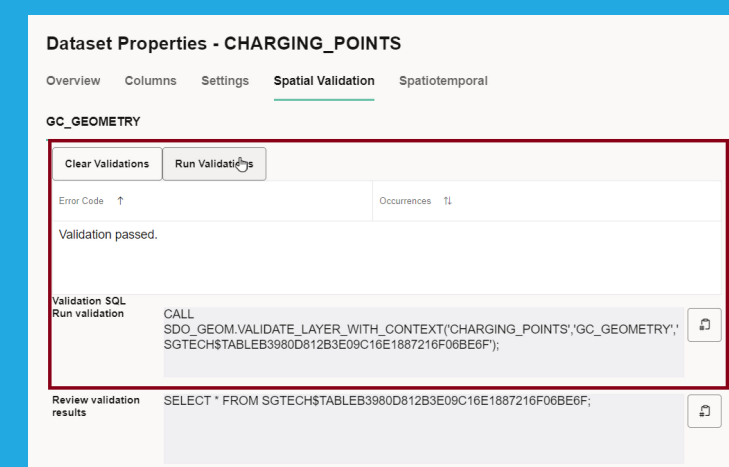 Dataset Properties - CHARGING_POINTS
Overview Columns Settings Spatial Validation Spatiotemporal
GC_GEOMETRY
Clear Validations Run Validations
Error Code ↑ Occurrences ↑↓
Validation passed.
Validation SQL
Run validation
CALL
SDO_GEOM.VALIDATE_LAYER_WITH_CONTEXT('CHARGING_POINTS','GC_GEOMETRY','
SGTECH$TABLEB3980D812B3E09C16E1887216F06BE6F');
Review validation
results
SELECT * FROM SGTECH$TABLEB3980D812B3E09C16E1887216F06BE6F;